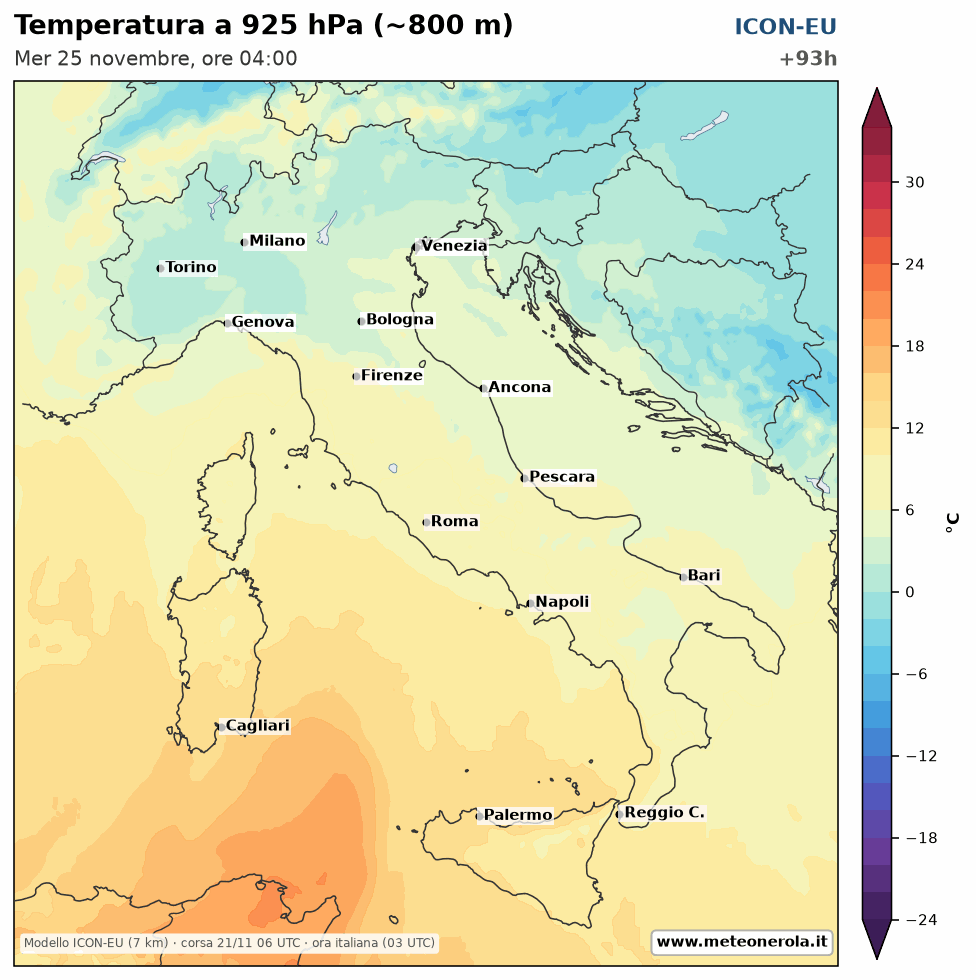 Temperatura a 925 hPa (~800 m)
ICON-EU
Mer 25 novembre, ore 04:00
+93h
Milano
Venezia
Torino
Genova
Bologna
Firenze
Ancona
Pescara
Roma
Bari
Napoli
Cagliari
Palermo
Reggio C.
30
24
18
12
6
0
−6
−12
−18
−24
°C
Modello ICON-EU (7 km) · corsa 21/11 06 UTC · ora italiana (03 UTC)
www.meteonerola.it